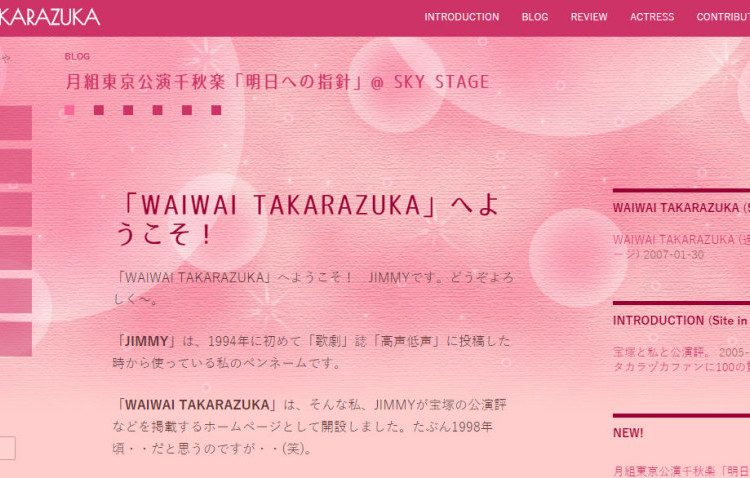 KARAZUKA
INTRODUCTION BLOG REVIEW ACTRESS CONTRIBUT
BLOG
月組東京公演千秋楽「明日への指針」@ SKY STAGE
「WAIWAI TAKARAZUKA」へよ
うこそ！
「WAIWAI TAKARAZUKA」へようこそ！　JIMMYです。どうぞよろ
しく〜。
「JIMMY」は、1994年に初めて「歌劇」誌「高声低声」に投稿した
時から使っている私のペンネームです。
「WAIWAI TAKARAZUKA」は、そんな私、JIMMYが宝塚の公演評
などを掲載するホームページとして開設しました。たぶん1998年
頃・・だと思うのですが・・(笑)。
WAIWAI TAKARAZUKA (S
WAIWAI TAKARAZUKA (
ージ) 2007-01-30
INTRODUCTION (Site in
宝塚と私と公演評。 2005-
タカラヅカファンに100の
NEW!
月組東京公演千秋楽「明日